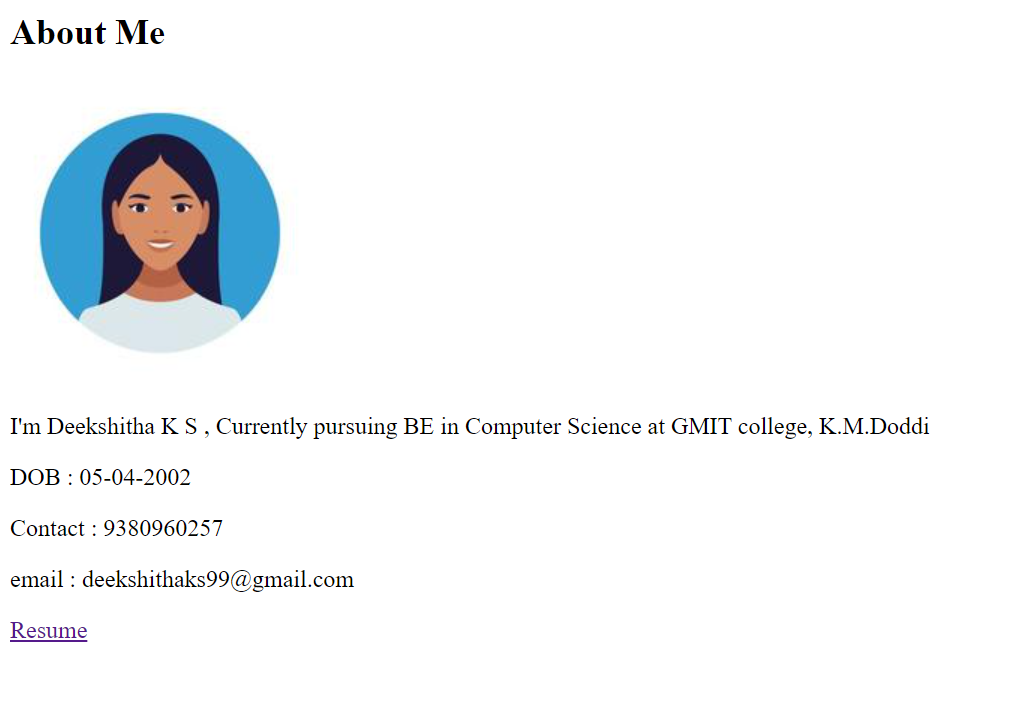 About Me
I'm Deekshitha K S , Currently pursuing BE in Computer Science at GMIT college, K.M.Doddi
DOB : 05-04-2002
Contact : 9380960257
email : deekshithaks99@gmail.com
Resume